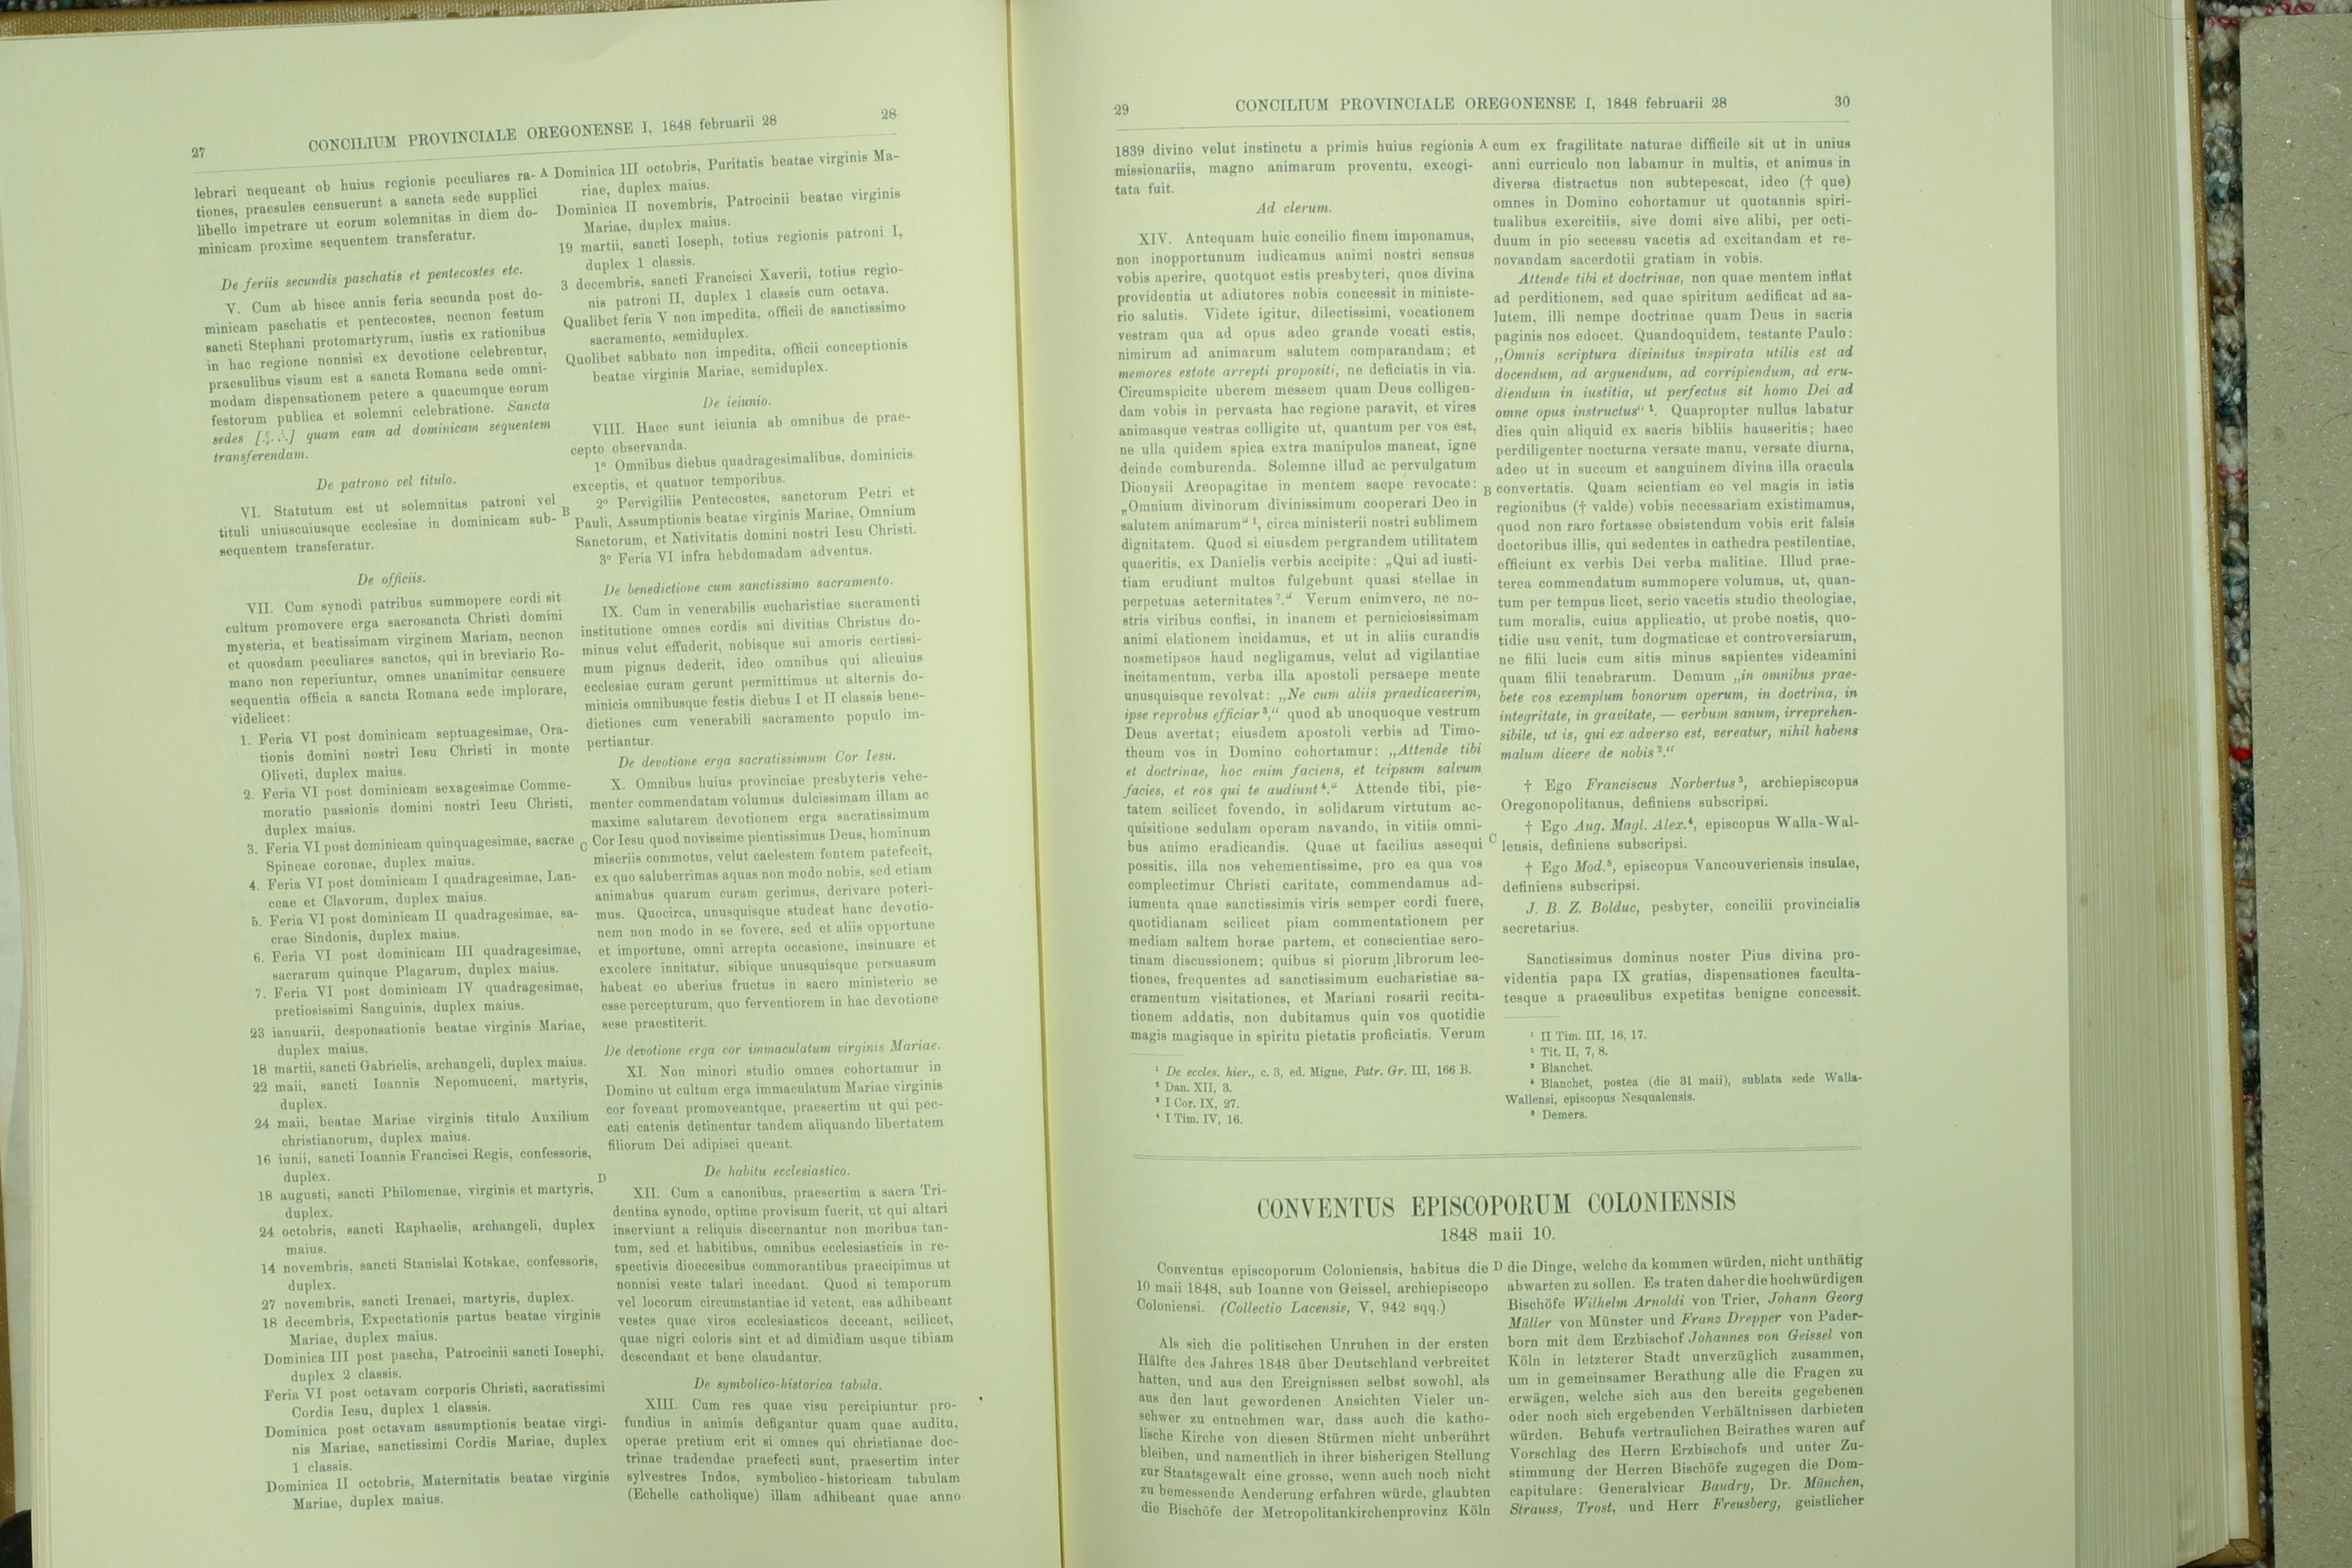 27
CONCILIUM PROVINCIALE OREGONENSE I, 1848 februarii 28
28
lebrari nequeant ob huius regionis peculiares ra-
tiones, praesules censuerunt a sancta sede supplici
libello impetrare ut eorum solemnitas in diem do-
minicam proxime sequentem transferatur.
De feriis secundis paschatis et pentecostes etc.
V. Cum ab hisce annis feria secunda post do-
minicam paschatis et pentecostes, necnon festum
sancti Stephani protomartyrum, iustis ex rationibus
in hac regione nonnisi ex devotione celebrentur,
praesulibus visum est a sancta Romana sede omni-
modam dispensationem petere a quacumque eorum
festorum publica et solemni celebratione. Sancta
sedes [...] quam eam ad dominicam sequentem
transferendam.
De patrono vel titulo.
VI. Statutum est ut solemnitas patroni vel
tituli uniuscuiusque ecclesiae in dominicam sub-
sequentem transferatur.
De officiis.
VII. Cum synodi patribus summopere cordi sit
cultum promovere erga sacrosancta Christi domini
mysteria, et beatissimam virginem Mariam, necnon
et quosdam peculiares sanctos, qui in breviario Ro-
mano non reperiuntur, omnes unanimitur censuere
sequentia officia a sancta Romana sede implorare,
videlicet:
1. Feria VI post dominicam septuagesimae, Ora-
tionis domini nostri Iesu Christi in monte
Oliveti, duplex maius.
2. Feria VI post dominicam sexagesimae Comme-
moratio passionis domini nostri Iesu Christi,
duplex maius.
3. Feria VI post dominicam quinquagesimae, sacrae
Spineae coronae, duplex maius.
4. Feria VI post dominicam I quadragesimae, Lan-
ceae et Clavorum, duplex maius.
5. Feria VI post dominicam II quadragesimae, sa-
crae Sindonis, duplex maius.
6. Feria VI post dominicam III quadragesimae,
sacrarum quinque Plagarum, duplex maius.
7. Feria VI post dominicam IV quadragesimae,
pretiosissimi Sanguinis, duplex maius.
23 ianuarii, desponsationis beatae virginis Mariae,
duplex maius.
18 martii, sancti Gabrielis, archangeli, duplex maius.
22 maii, sancti Ioannis Nepomuceni, martyris,
duplex.
24 maii, beatae Mariae virginis titulo Auxilium
christianorum, duplex maius.
16 iunii, sancti Ioannis Francisci Regis, confessoris,
duplex.
18 augusti, sancti Philomenae, virginis et martyris,
duplex.
24 octobris, sancti Raphaelis, archangeli, duplex
maius.
14 novembris, sancti Stanislai Kotskae, confessoris,
duplex.
27 novembris, sancti Irenaei, martyris, duplex.
18 decembris, Expectationis partus beatae virginis
Mariae, duplex maius.
Dominica III post pascha, Patrocinii sancti Iosephi,
duplex 2 classis.
Feria VI post octavam corporis Christi, sacratissimi
Cordis Iesu, duplex 1 classis.
Dominica post octavam assumptionis beatae virgi-
nis Mariae, sanctissimi Cordis Mariae, duplex
1 classis.
Dominica II octobris, Maternitatis beatae virginis
Mariae, duplex maius.
A
B
C
D
Dominica III octobris, Puritatis beatae virginis Ma-
riae, duplex maius.
Dominica II novembris, Patrocinii beatae virginis
Mariae, duplex maius.
19 martii, sancti Ioseph, totius regionis patroni I,
duplex 1 classis.
3 decembris, sancti Francisci Xaverii, totius regio-
nis patroni II, duplex 1 classis cum octava.
Qualibet feria V non impedita, officii de sanctissimo
sacramento, semiduplex.
Quolibet sabbato non impedita, officii conceptionis
beatae virginis Mariae, semiduplex.
De ieiunio.
VIII. Haec sunt ieiunia ab omnibus de prae-
cepto observanda.
1° Omnibus diebus quadragesimalibus, dominicis
exceptis, et quatuor temporibus.
2° Pervigiliis Pentecostes, sanctorum Petri et
Pauli, Assumptionis beatae virginis Mariae, Omnium
Sanctorum, et Nativitatis domini nostri Iesu Christi.
3° Feria VI infra hebdomadam adventus.
De benedictione cum sanctissimo sacramento.
IX. Cum in venerabilis eucharistiae sacramenti
institutione omnes cordis sui divitias Christus do-
minus velut effuderit, nobisque sui amoris certissi-
mum pignus dederit, ideo omnibus qui alicuius
ecclesiae curam gerunt permittimus ut alternis do-
minicis omnibusque festis diebus I et II classis bene-
dictiones cum venerabili sacramento populo im-
pertiantur.
De devotione erga sacratissimum Cor Iesu.
X. Omnibus huius provinciae presbyteris vehe-
menter commendatam volumus dulcissimam illam ac
maxime salutarem devotionem erga sacratissimum
Cor Iesu quod novissime pientissimus Deus, hominum
miseriis commotus, velut caelestem fontem patefecit,
ex quo saluberrimas aquas non modo nobis, sed etiam
animabus quarum curam gerimus, derivare poteri-
mus. Quocirca, unusquisque studeat hanc devotio-
nem non modo in se fovere, sed et aliis opportune
et importune, omni arrepta occasione, insinuare et
excolere innitatur, sibique unusquisque persuasum
habeat eo uberius fructus in sacro ministerio se
esse percepturum, quo ferventiorem in hac devotione
sese praestiterit.
De devotione erga cor immaculatum virginis Mariae.
XI. Non minori studio omnes cohortamur in
Domino ut cultum erga immaculatum Mariae virginis
cor foveant promoveantque, praesertim ut qui pec-
cati catenis detinentur tandem aliquando libertatem
filiorum Dei adipisci queant.
De habitu ecclesiastico.
XII. Cum a canonibus, praesertim a sacra Tri-
dentina synodo, optime provisum fuerit, ut qui altari
inserviunt a reliquis discernantur non moribus tan-
tum, sed et habitibus, omnibus ecclesiasticis in re-
spectivis dioecesibus commorantibus praecipimus ut
nonnisi veste talari incedant. Quod si temporum
vel locorum circumstantiae id vetent, eas adhibeant
vestes quae viros ecclesiasticos deceant, scilicet,
quae nigri coloris sint et ad dimidiam usque tibiam
descendant et bene claudantur.
De symbolico-historica tabula.
XIII. Cum res quae visu percipiuntur pro-
fundius in animis defigantur quam quae auditu,
operae pretium erit si omnes qui christianae doc-
trinae tradendae praefecti sunt, praesertim inter
sylvestres Indos, symbolico-historicam tabulam
(Echelle catholique) illam adhibeant quae anno
29
CONCILIUM PROVINCIALE OREGONENSE I, 1848 februarii 28
30
1839 divino velut instinctu a primis huius regionis
missionariis, magno animarum proventu, excogi-
tata fuit.
Ad clerum.
XIV. Antequam huic concilio finem imponamus,
non inopportunum iudicamus animi nostri sensus
vobis aperire, quotquot estis presbyteri, quos divina
providentia ut adiutores nobis concessit in ministe-
rio salutis. Videte igitur, dilectissimi, vocationem
vestram qua ad opus adeo grande vocati estis,
nimirum ad animarum salutem comparandam; et
memores estote arrepti propositi, ne deficiatis in via.
Circumspicite uberem messem quam Deus colligen-
dam vobis in pervasta hac regione paravit, et vires
animasque vestras colligite ut, quantum per vos est,
ne ulla quidem spica extra manipulos maneat, igne
deinde comburenda. Solemne illud ac pervulgatum
Dionysii Areopagitae in mentem saepe revocate:
„Omnium divinorum divinissimum cooperari Deo in
salutem animarum“ ¹, circa ministerii nostri sublimem
dignitatem. Quod si eiusdem pergrandem utilitatem
quaeritis, ex Danielis verbis accipite: „Qui ad iusti-
tiam erudiunt multos fulgebunt quasi stellae in
perpetuas aeternitates ².“ Verum enimvero, ne no-
stris viribus confisi, in inanem et perniciosissimam
animi elationem incidamus, et ut in aliis curandis
nosmetipsos haud negligamus, velut ad vigilantiae
incitamentum, verba illa apostoli persaepe mente
unusquisque revolvat: „Ne cum aliis praedicaverim,
ipse reprobus efficiar ³,“ quod ab unoquoque vestrum
Deus avertat; eiusdem apostoli verbis ad Timo-
theum vos in Domino cohortamur: „Attende tibi
et doctrinae, hoc enim faciens, et teipsum salvum
facies, et eos qui te audiunt ⁴.“ Attende tibi, pie-
tatem scilicet fovendo, in solidarum virtutum ac-
quisitione sedulam operam navando, in vitiis omni-
bus animo eradicandis. Quae ut facilius assequi
possitis, illa nos vehementissime, pro ea qua vos
complectimur Christi caritate, commendamus ad-
iumenta quae sanctissimis viris semper cordi fuere,
quotidianam scilicet piam commentationem per
mediam saltem horae partem, et conscientiae sero-
tinam discussionem; quibus si piorum librorum lec-
tiones, frequentes ad sanctissimum eucharistiae sa-
cramentum visitationes, et Mariani rosarii recita-
tionem addatis, non dubitamus quin vos quotidie
magis magisque in spiritu pietatis proficiatis. Verum
¹ De eccles. hier., c. 3, ed. Migne, Patr. Gr. III, 166 B.
² Dan. XII, 3.
³ I Cor. IX, 27.
⁴ I Tim. IV, 16.
A
B
C
cum ex fragilitate naturae difficile sit ut in unius
anni curriculo non labamur in multis, et animus in
diversa distractus non subtepescat, ideo († que)
omnes in Domino cohortamur ut quotannis spiri-
tualibus exercitiis, sive domi sive alibi, per octi-
duum in pio secessu vacetis ad excitandam et re-
novandam sacerdotii gratiam in vobis.
Attende tibi et doctrinae, non quae mentem inflat
ad perditionem, sed quae spiritum aedificat ad sa-
lutem, illi nempe doctrinae quam Deus in sacris
paginis nos edocet. Quandoquidem, testante Paulo:
„Omnis scriptura divinitus inspirata utilis est ad
docendum, ad arguendum, ad corripiendum, ad eru-
diendum in iustitia, ut perfectus sit homo Dei ad
omne opus instructus“ ¹. Quapropter nullus labatur
dies quin aliquid ex sacris bibliis hauseritis; haec
perdiligenter nocturna versate manu, versate diurna,
adeo ut in succum et sanguinem divina illa oracula
convertatis. Quam scientiam eo vel magis in istis
regionibus († valde) vobis necessariam existimamus,
quod non raro fortasse obsistendum vobis erit falsis
doctoribus illis, qui sedentes in cathedra pestilentiae,
efficiunt ex verbis Dei verba malitiae. Illud prae-
terea commendatum summopere volumus, ut, quan-
tum per tempus licet, serio vacetis studio theologiae,
tum moralis, cuius applicatio, ut probe nostis, quo-
tidie usu venit, tum dogmaticae et controversiarum,
ne filii lucis cum sitis minus sapientes videamini
quam filii tenebrarum. Demum „in omnibus prae-
bete vos exemplum bonorum operum, in doctrina, in
integritate, in gravitate, — verbum sanum, irreprehen-
sibile, ut is, qui ex adverso est, vereatur, nihil habens
malum dicere de nobis ².“
† Ego Franciscus Norbertus ³, archiepiscopus
Oregonopolitanus, definiens subscripsi.
† Ego Aug. Magl. Alex. ⁴, episcopus Walla-Wal-
lensis, definiens subscripsi.
† Ego Mod. ⁵, episcopus Vancouveriensis insulae,
definiens subscripsi.
J. B. Z. Bolduc, pesbyter, concilii provincialis
secretarius.
Sanctissimus dominus noster Pius divina pro-
videntia papa IX gratias, dispensationes faculta-
tesque a praesulibus expetitas benigne concessit.
¹ II Tim. III, 16, 17.
² Tit. II, 7, 8.
³ Blanchet.
⁴ Blanchet, postea (die 31 maii), sublata sede Walla-
Wallensi, episcopus Nesqualensis.
⁵ Demers.
CONVENTUS EPISCOPORUM COLONIENSIS
1848 maii 10.
Conventus episcoporum Coloniensis, habitus die
10 maii 1848, sub Ioanne von Geissel, archiepiscopo
Coloniensi. (Collectio Lacensis, V, 942 sqq.)
Als sich die politischen Unruhen in der ersten
Hälfte des Jahres 1848 über Deutschland verbreitet
hatten, und aus den Ereignissen selbst sowohl, als
aus den laut gewordenen Ansichten Vieler un-
schwer zu entnehmen war, dass auch die katho-
lische Kirche von diesen Stürmen nicht unberührt
bleiben, und namentlich in ihrer bisherigen Stellung
zur Staatsgewalt eine grosse, wenn auch noch nicht
zu bemessende Aenderung erfahren würde, glaubten
die Bischöfe der Metropolitankirchenprovinz Köln
D
die Dinge, welche da kommen würden, nicht unthätig
abwarten zu sollen. Es traten daher die hochwürdigen
Bischöfe Wilhelm Arnoldi von Trier, Johann Georg
Müller von Münster und Franz Drepper von Pader-
born mit dem Erzbischof Johannes von Geissel von
Köln in letzterer Stadt unverzüglich zusammen,
um in gemeinsamer Berathung alle die Fragen zu
erwägen, welche sich aus den bereits gegebenen
oder noch sich ergebenden Verhältnissen darbieten
würden. Behufs vertraulichen Beirathes waren auf
Vorschlag des Herrn Erzbischofs und unter Zu-
stimmung der Herren Bischöfe zugegen die Dom-
capitulare: Generalvicar Baudry, Dr. München,
Strauss, Trost, und Herr Freusberg, geistlicher